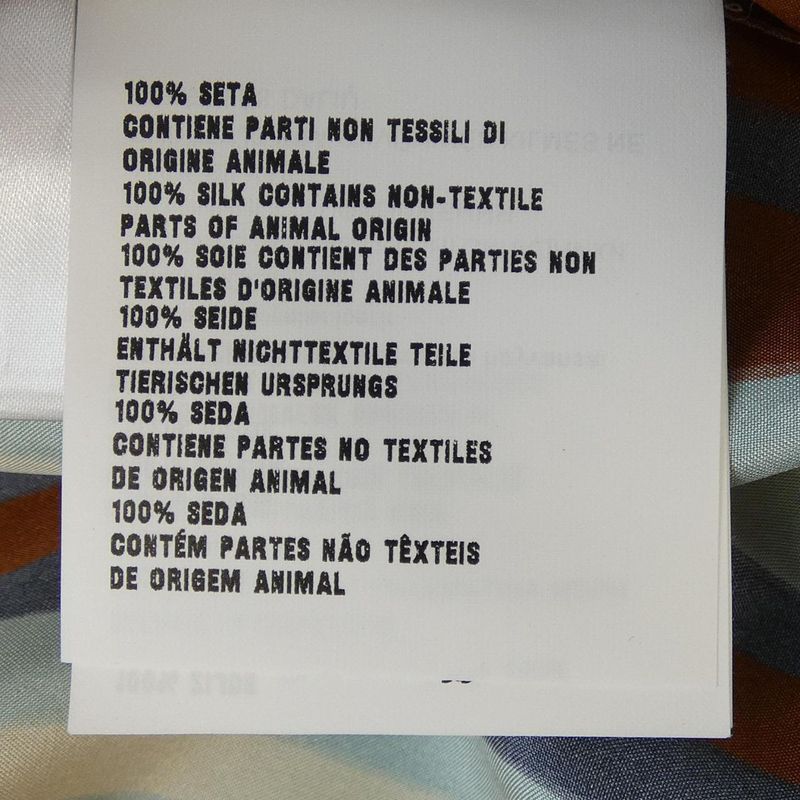 100% SETA
CONTIENE PARTI NON TESSILI DI
ORIGINE ANIMALE
100% SILK CONTAINS NON-TEXTILE
PARTS OF ANIMAL ORIGIN
100% SOIE CONTIENT DES PARTIES NON
TEXTILES D'ORIGINE ANIMALE
100% SEIDE
ENTHÄLT NICHTTEXTILE TEILE
TIERISCHEN URSPRUNGS
100% SEDA
CONTIENE PARTES NO TEXTILES
DE ORIGEN ANIMAL
100% SEDA
CONTÉM PARTES NÃO TÊXTEIS
DE ORIGEM ANIMAL